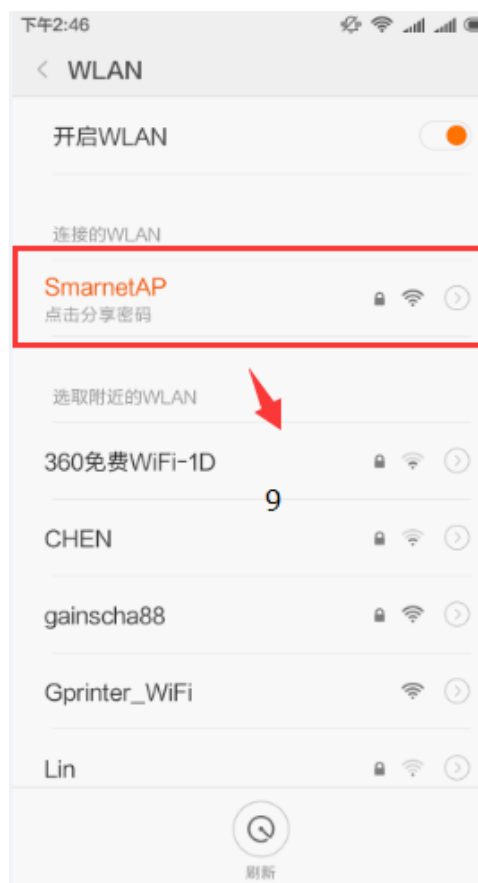 下午2:46
WLAN
开启WLAN
连接的WLAN
SmarnetAP
点击分享密码
选取附近的WLAN
360免费WiFi-1D
9
CHEN
gainscha88
Gprinter_WiFi
Lin
刷新